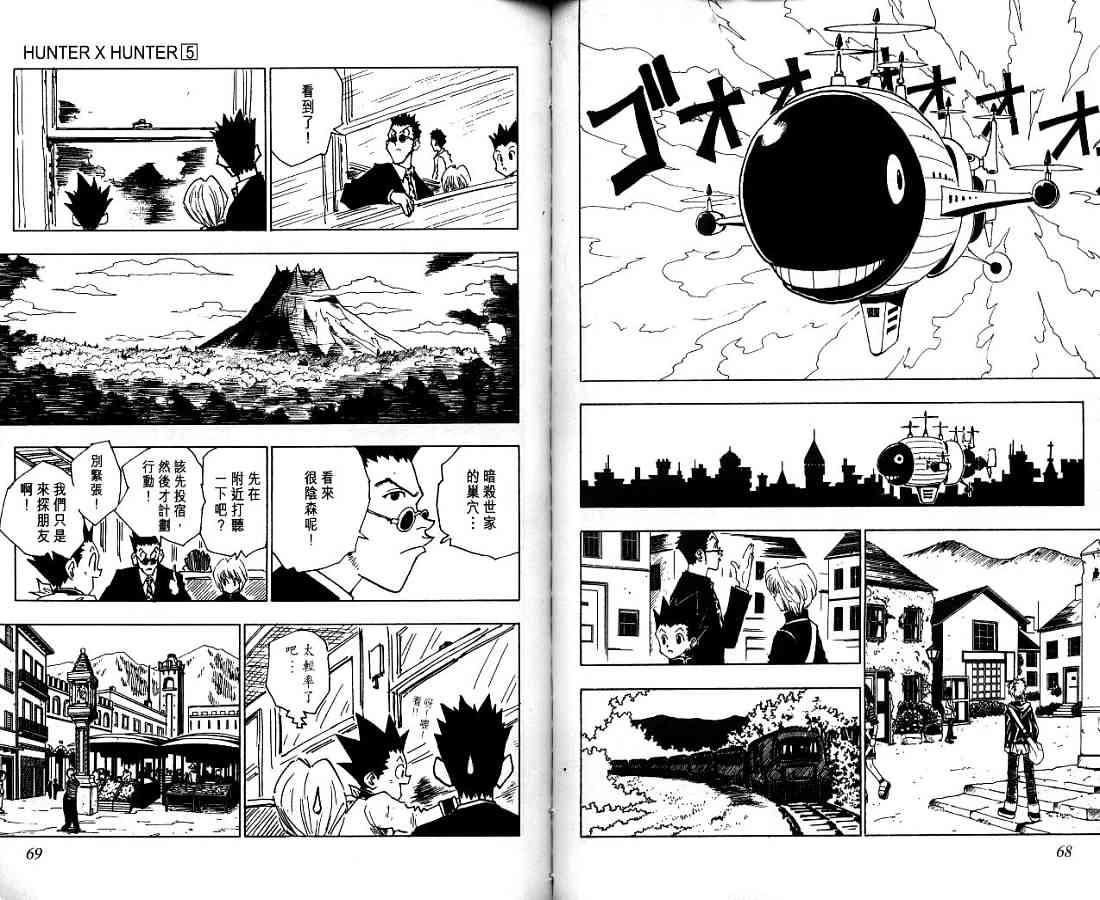 ゴオオオオオ
68
HUNTER X HUNTER 5
看到了！
暗殺世家
的巢穴…
看來
很陰森呢！
先在
附近打聽
一下吧？
該先投宿，
然後才計劃
行動！
別緊張！
我們只是
來探朋友
啊！
太輕率了
吧…
69